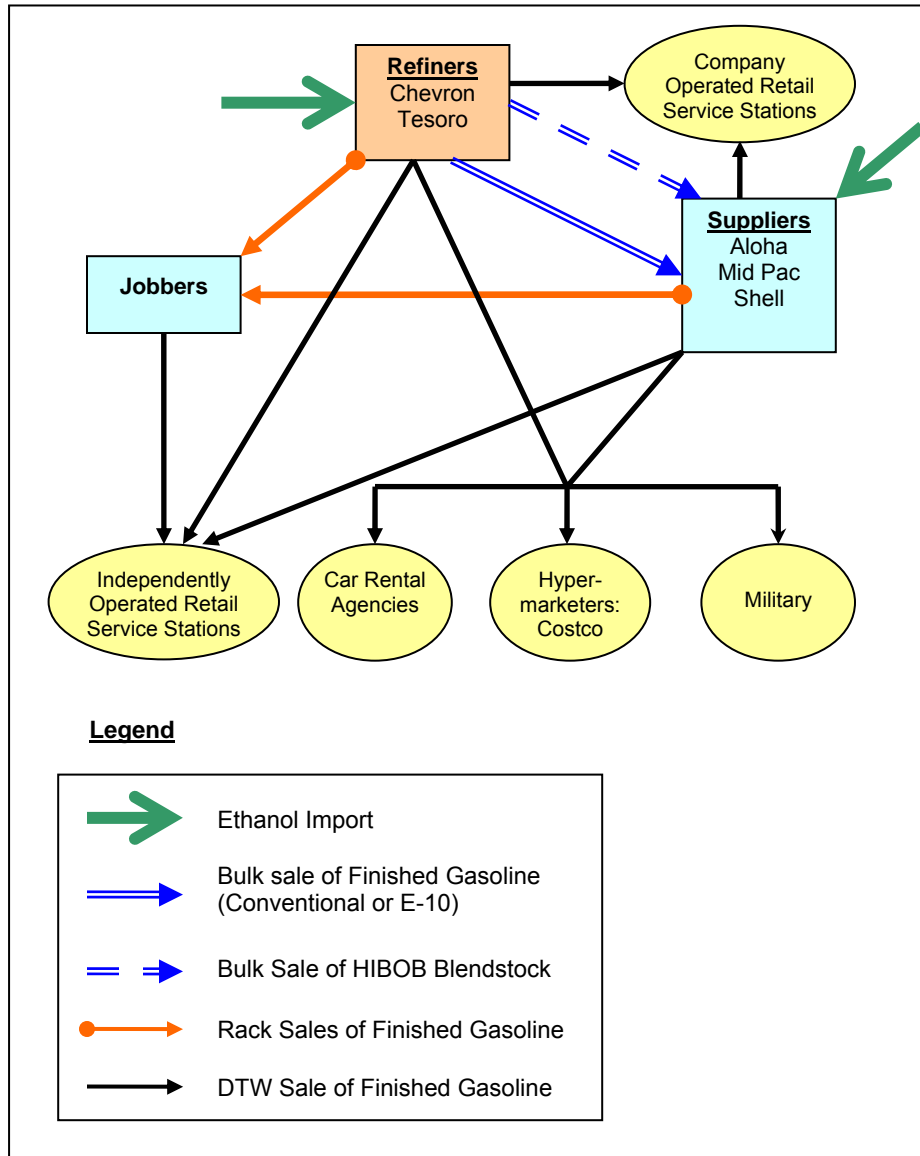 Refiners
Chevron
Tesoro
Company
Operated Retail
Service Stations
Suppliers
Aloha
Mid Pac
Shell
Jobbers
Independently
Operated Retail
Service Stations
Car Rental
Agencies
Hyper-
marketers:
Costco
Military
Legend
Ethanol Import
Bulk sale of Finished Gasoline
(Conventional or E-10)
Bulk Sale of HIBOB Blendstock
Rack Sales of Finished Gasoline
DTW Sale of Finished Gasoline